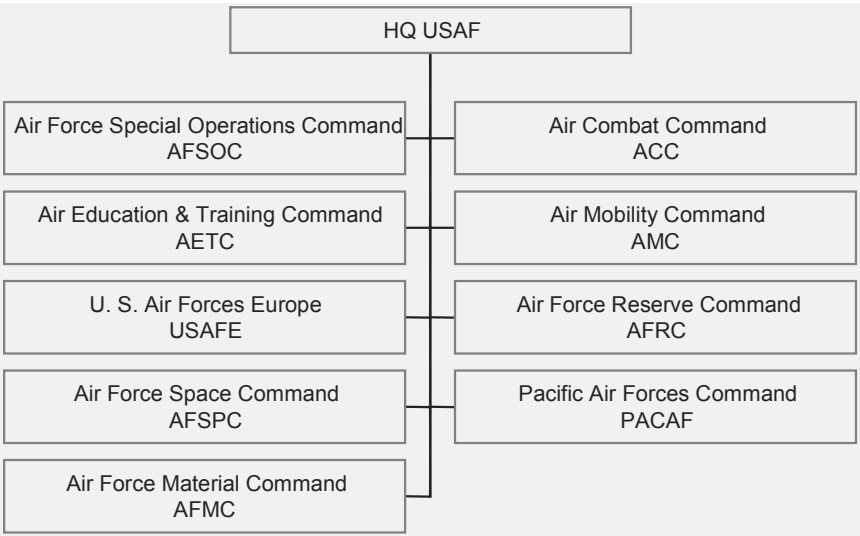 HQ USAF
Air Force Special Operations Command
AFSOC
Air Combat Command
ACC
Air Education & Training Command
AETC
Air Mobility Command
AMC
U. S. Air Forces Europe
USAFE
Air Force Reserve Command
AFRC
Air Force Space Command
AFSPC
Pacific Air Forces Command
PACAF
Air Force Material Command
AFMC